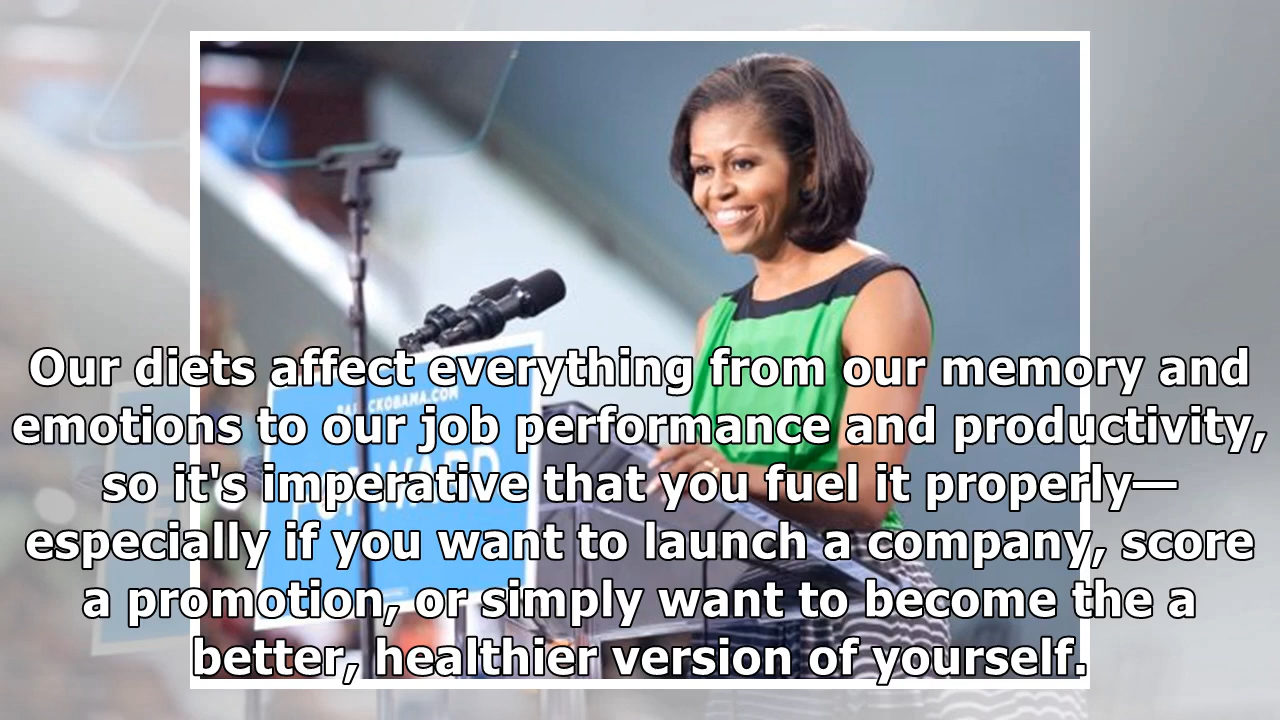 Our diets affect everything from our memory and
emotions to our job performance and productivity,
so it's imperative that you fuel it properly—
especially if you want to launch a company, score
a promotion, or simply want to become the a
better, healthier version of yourself.